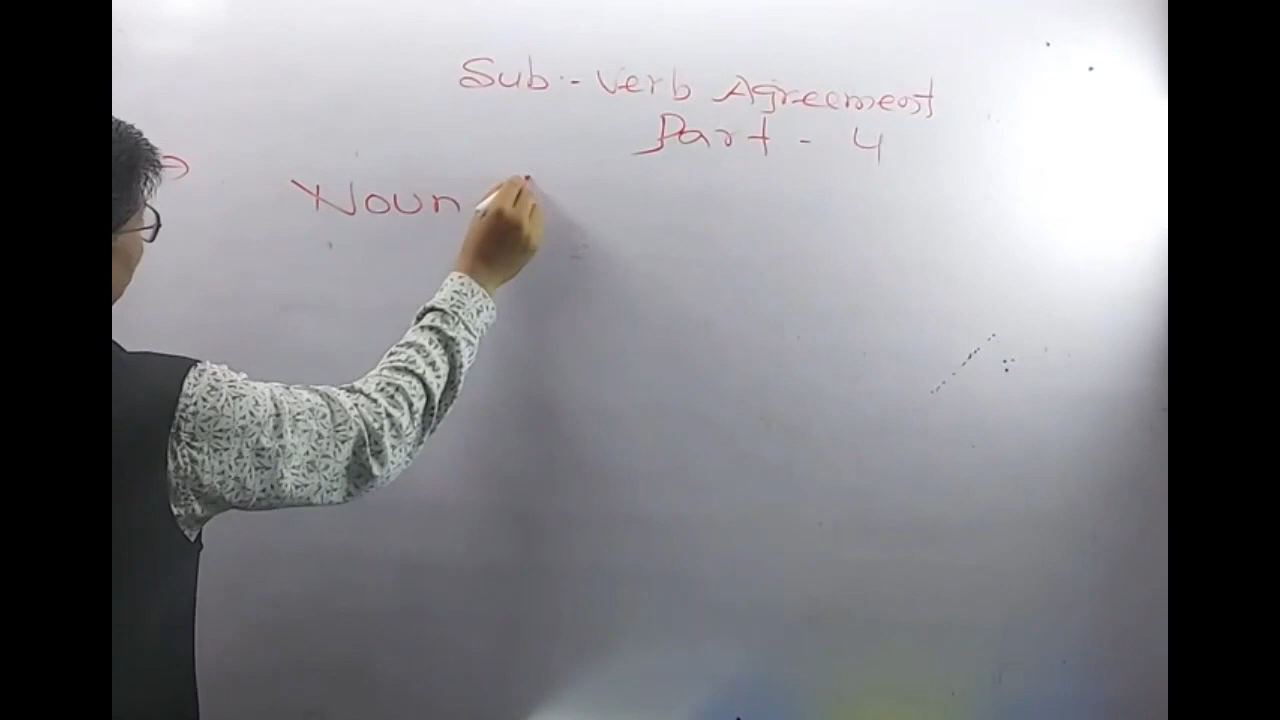 Sub:- Verb Agreement
Part - 4
→ Noun